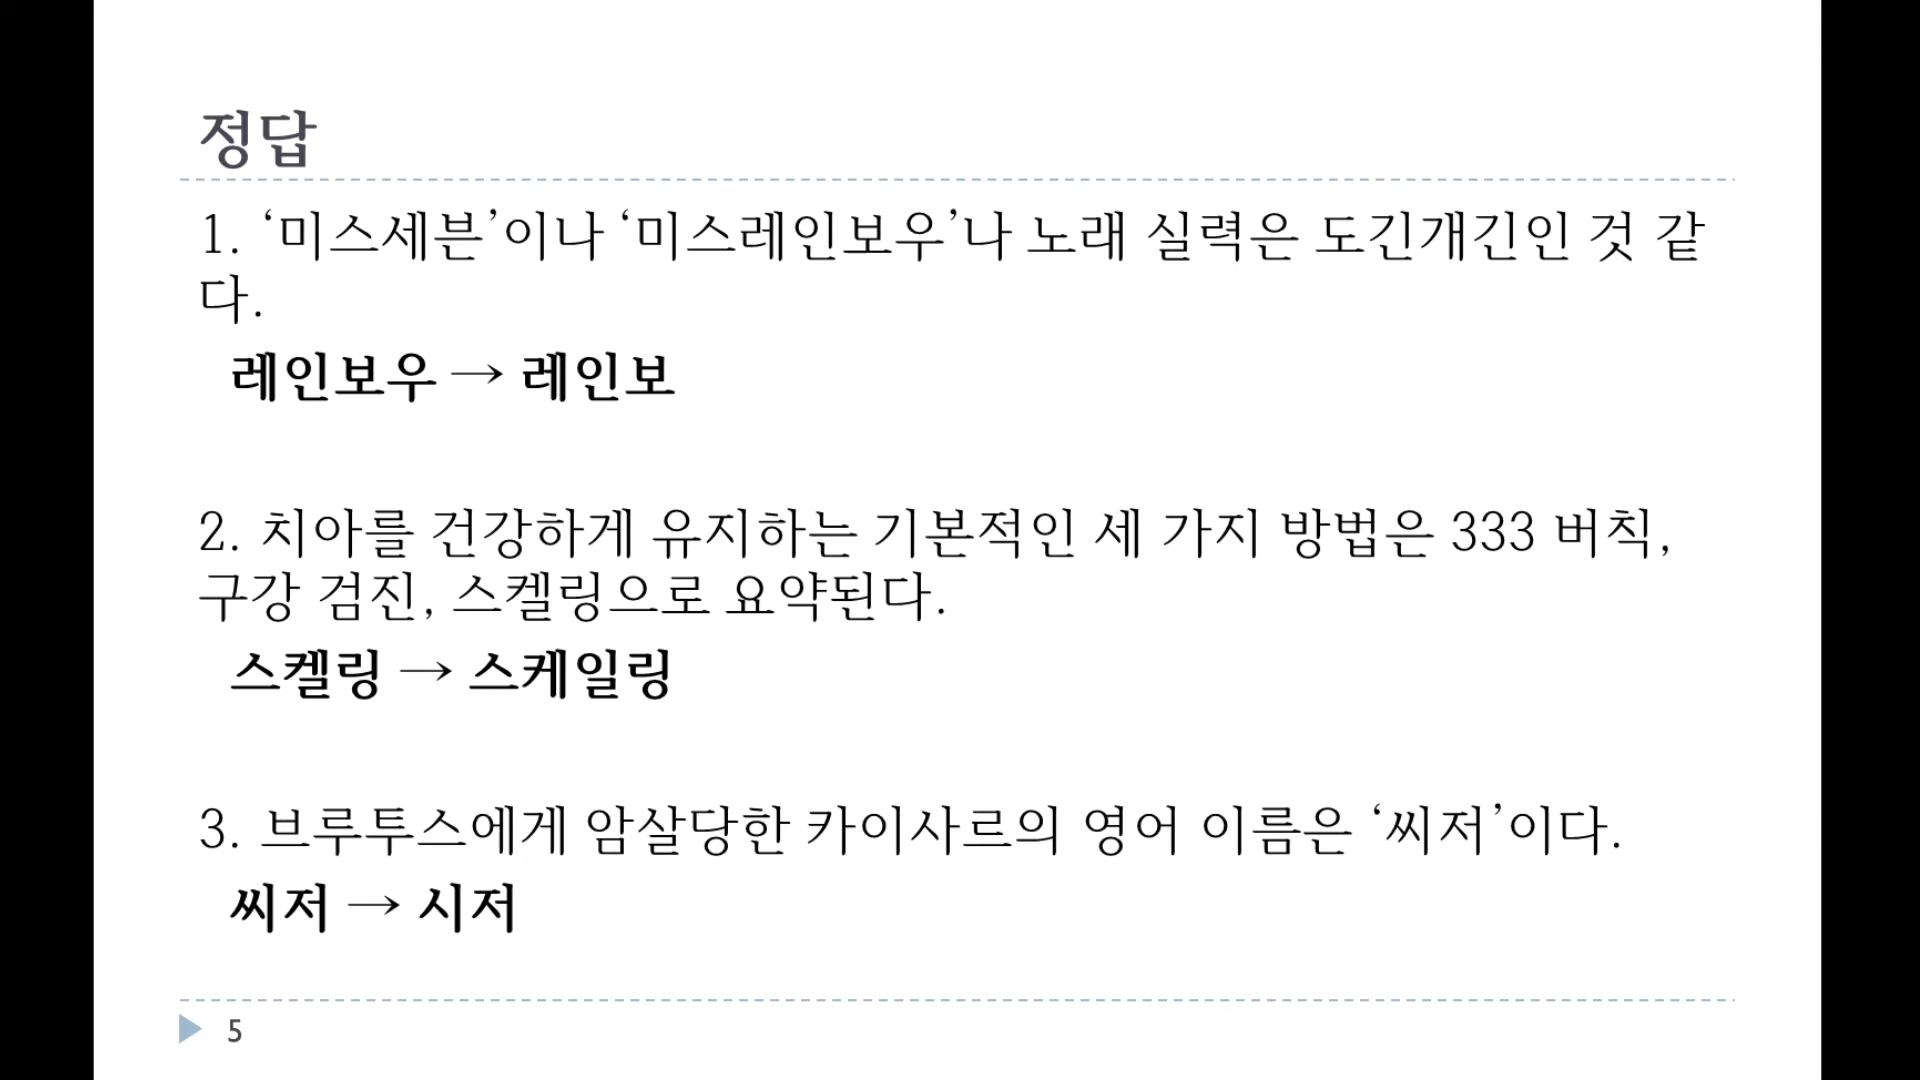 정답
1. ‘미스세븐’이나 ‘미스레인보우’나 노래 실력은 도긴개긴인 것 같
다.
레인보우 → 레인보
2. 치아를 건강하게 유지하는 기본적인 세 가지 방법은 333 버칙,
구강 검진, 스켈링으로 요약된다.
스켈링 → 스케일링
3. 브루투스에게 암살당한 카이사르의 영어 이름은 ‘씨저’이다.
씨저 → 시저
5